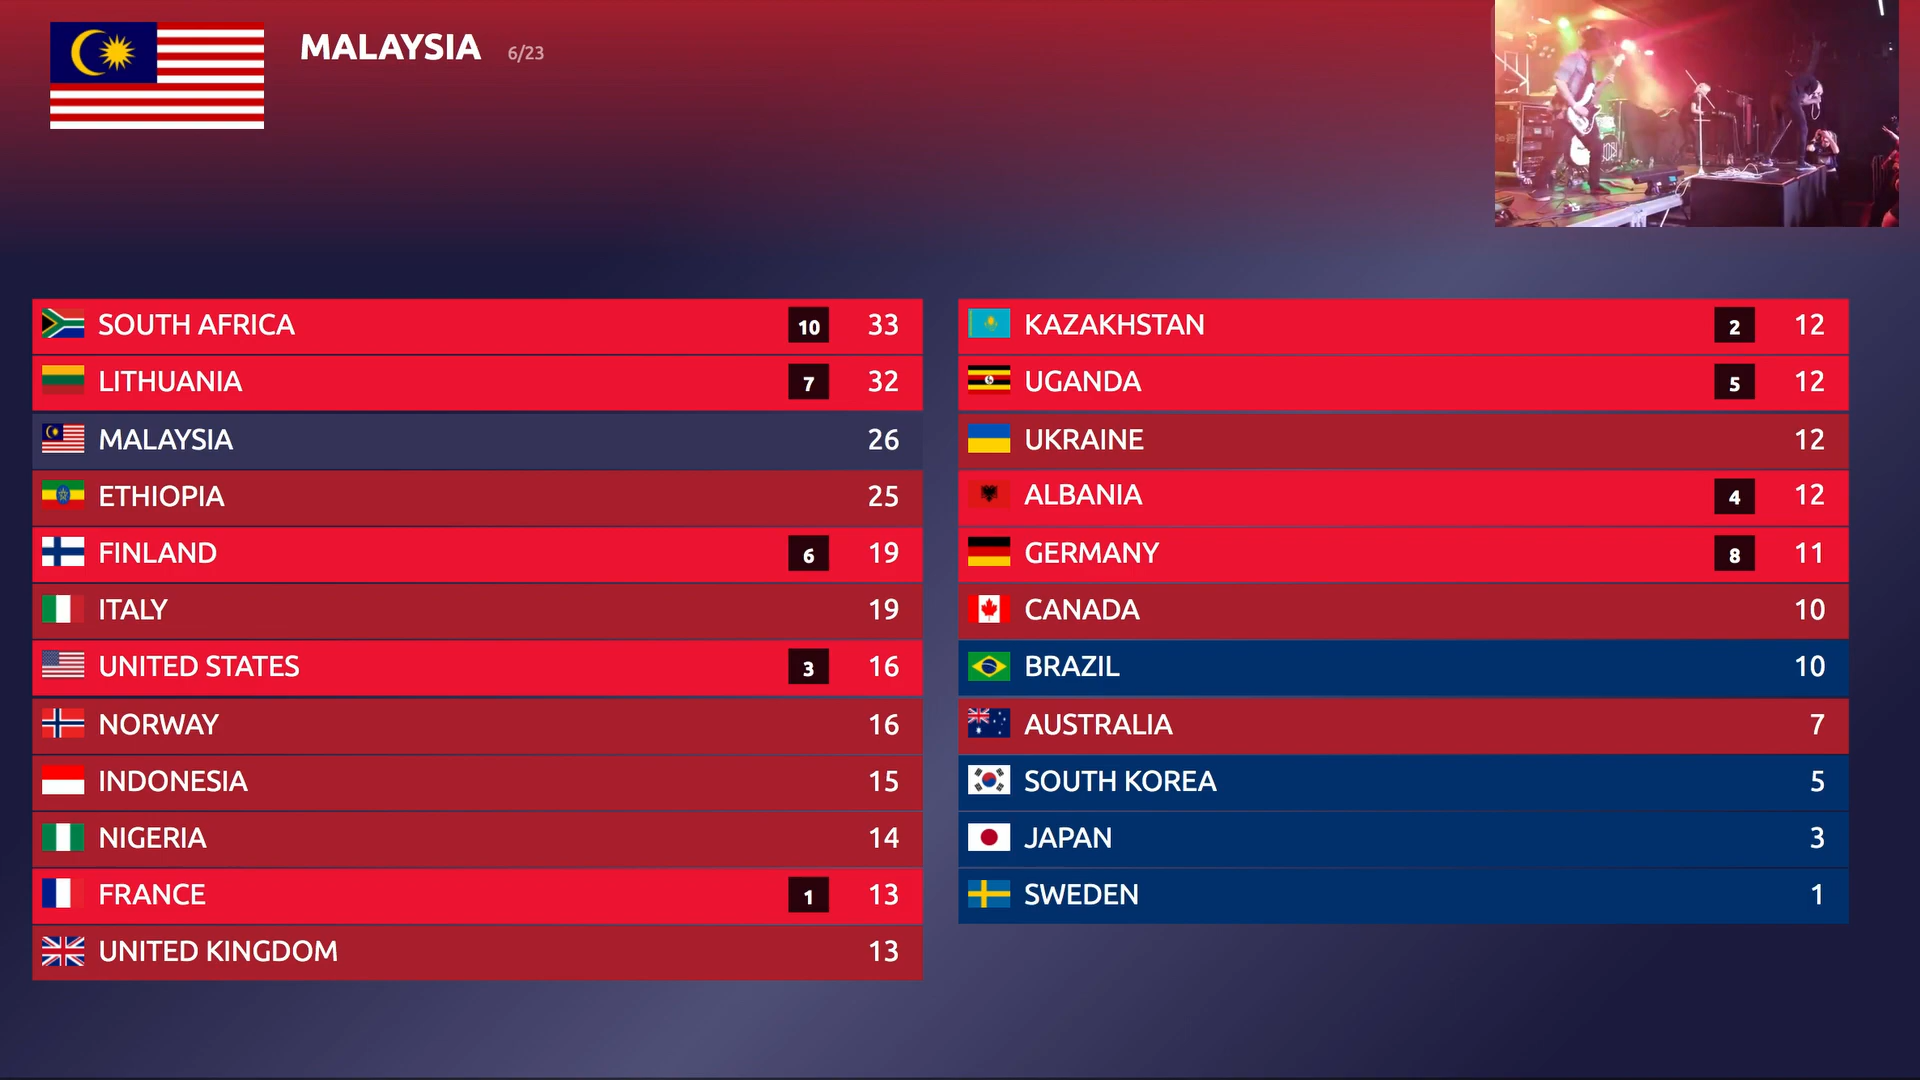 MALAYSIA 6/23
SOUTH AFRICA 10 33
LITHUANIA 7 32
MALAYSIA 26
ETHIOPIA 25
FINLAND 6 19
ITALY 19
UNITED STATES 3 16
NORWAY 16
INDONESIA 15
NIGERIA 14
FRANCE 1 13
UNITED KINGDOM 13
KAZAKHSTAN 2 12
UGANDA 5 12
UKRAINE 12
ALBANIA 4 12
GERMANY 8 11
CANADA 10
BRAZIL 10
AUSTRALIA 7
SOUTH KOREA 5
JAPAN 3
SWEDEN 1